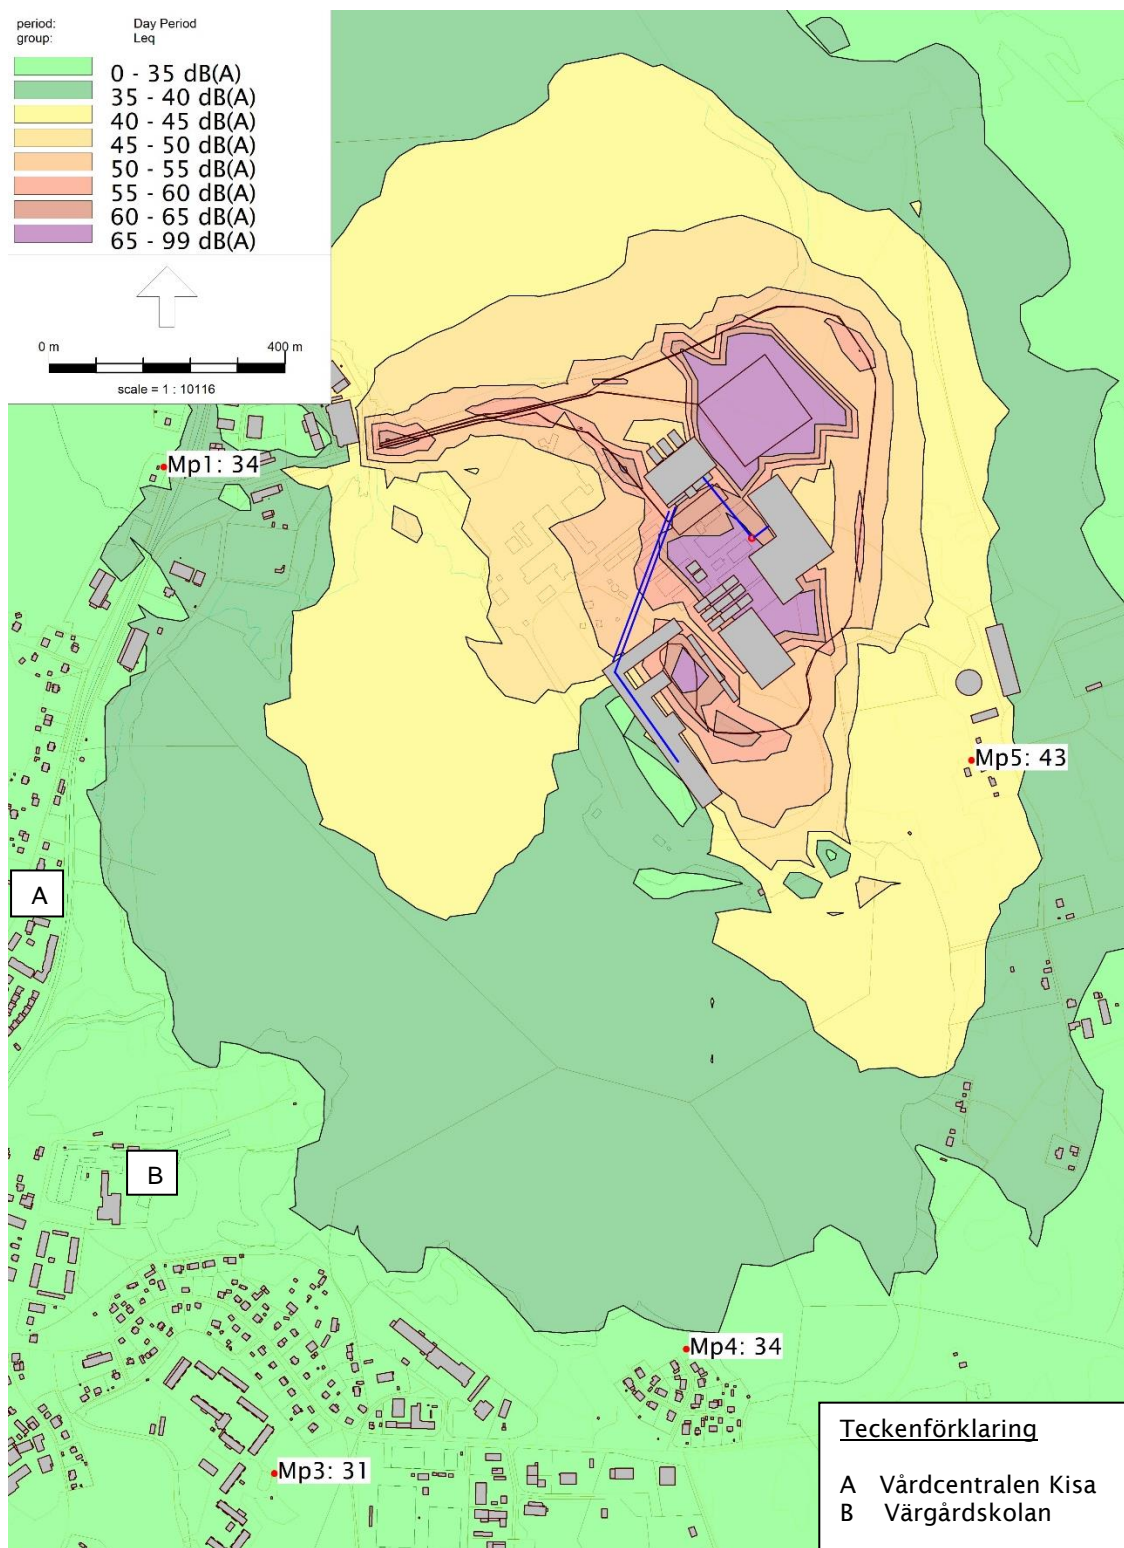 period: Day Period
group: Leq
0 - 35 dB(A)
35 - 40 dB(A)
40 - 45 dB(A)
45 - 50 dB(A)
50 - 55 dB(A)
55 - 60 dB(A)
60 - 65 dB(A)
65 - 99 dB(A)
0 m 400 m
scale = 1 : 10116
Mp1: 34
Mp5: 43
A
B
Mp4: 34
Mp3: 31
Teckenförklaring
A Vårdcentralen Kisa
B Värgårdskolan